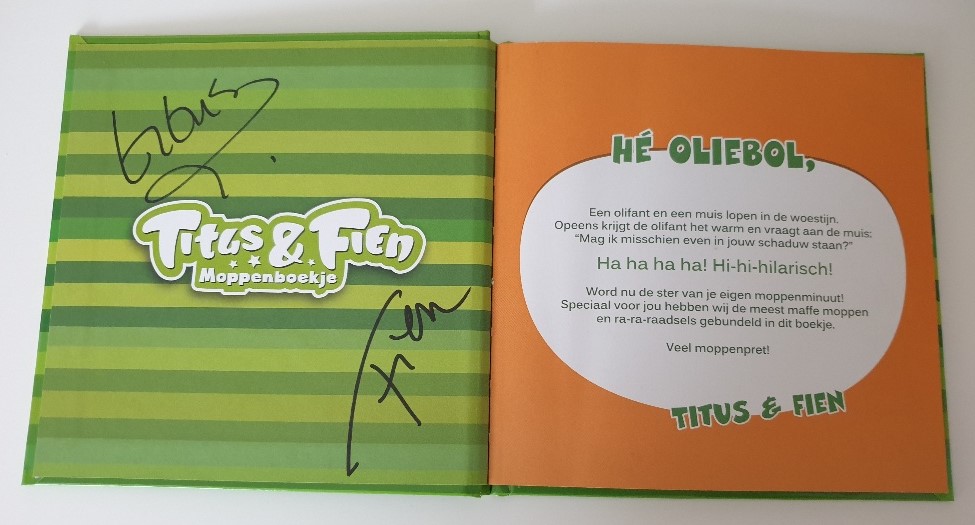 titus
Titus & Fien
Moppenboekje
fien
HÉ OLIEBOL,
Een olifant en een muis lopen in de woestijn.
Opeens krijgt de olifant het warm en vraagt aan de muis:
“Mag ik misschien even in jouw schaduw staan?”
Ha ha ha ha! Hi-hi-hilarisch!
Word nu de ster van je eigen moppenminuut!
Speciaal voor jou hebben wij de meest maffe moppen
en ra-ra-raadsels gebundeld in dit boekje.
Veel moppenpret!
TITUS & FIEN